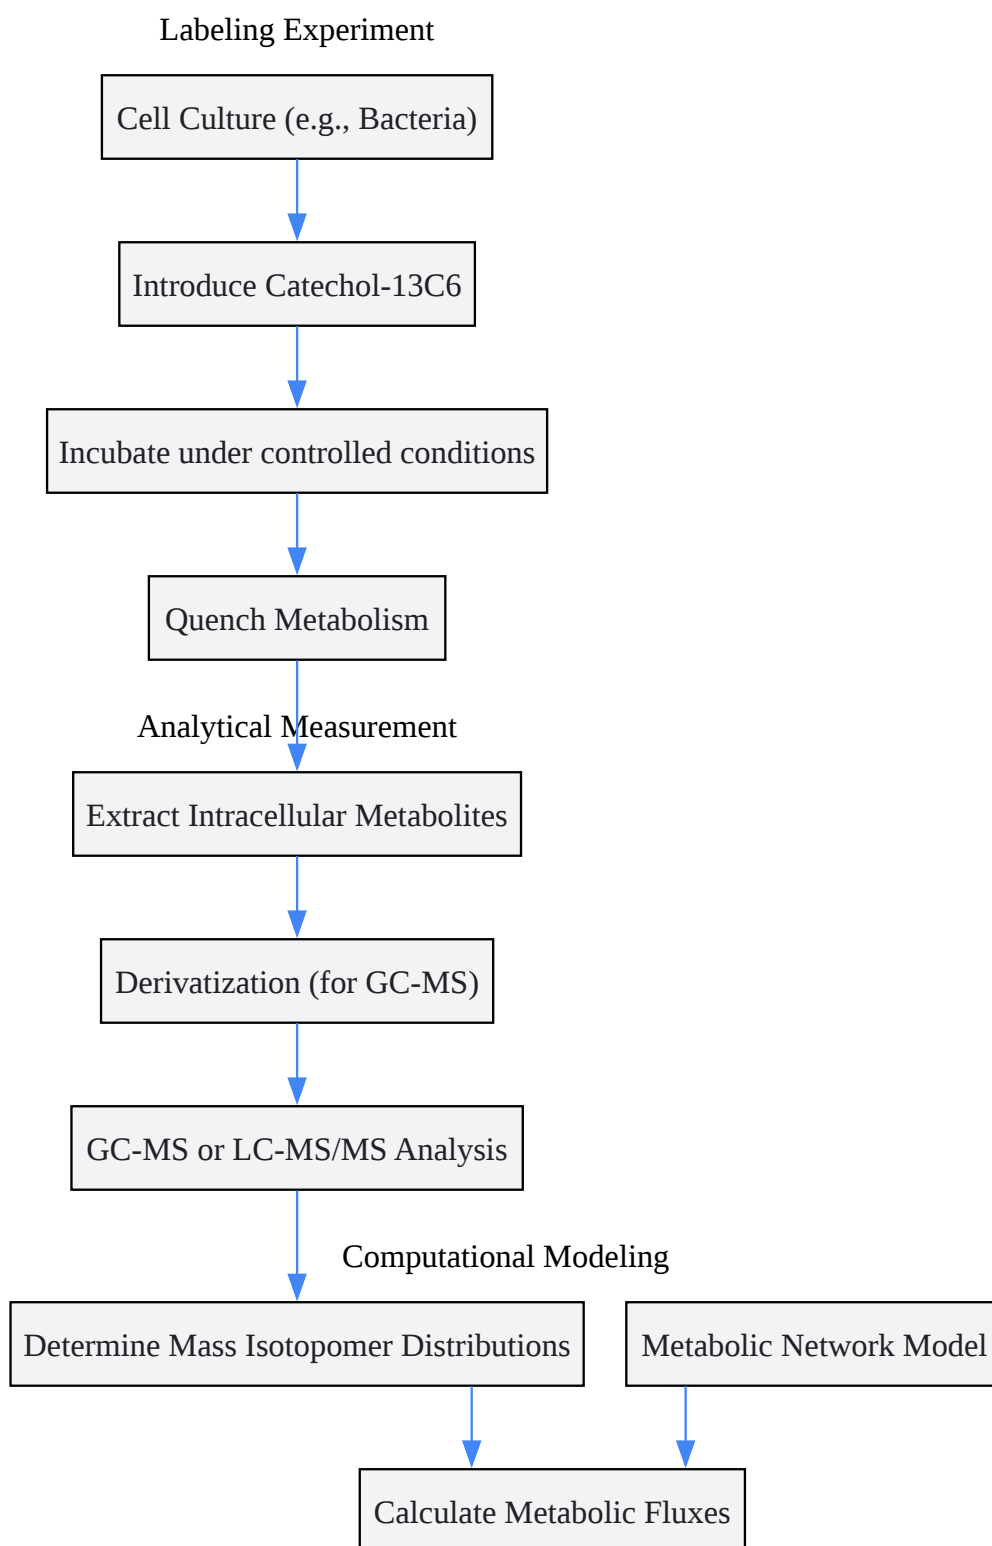 Labeling Experiment
Cell Culture (e.g., Bacteria)
Introduce Catechol-13C6
Incubate under controlled conditions
Quench Metabolism
Analytical Measurement
Extract Intracellular Metabolites
Derivatization (for GC-MS)
GC-MS or LC-MS/MS Analysis
Computational Modeling
Determine Mass Isotopomer Distributions
Metabolic Network Model
Calculate Metabolic Fluxes